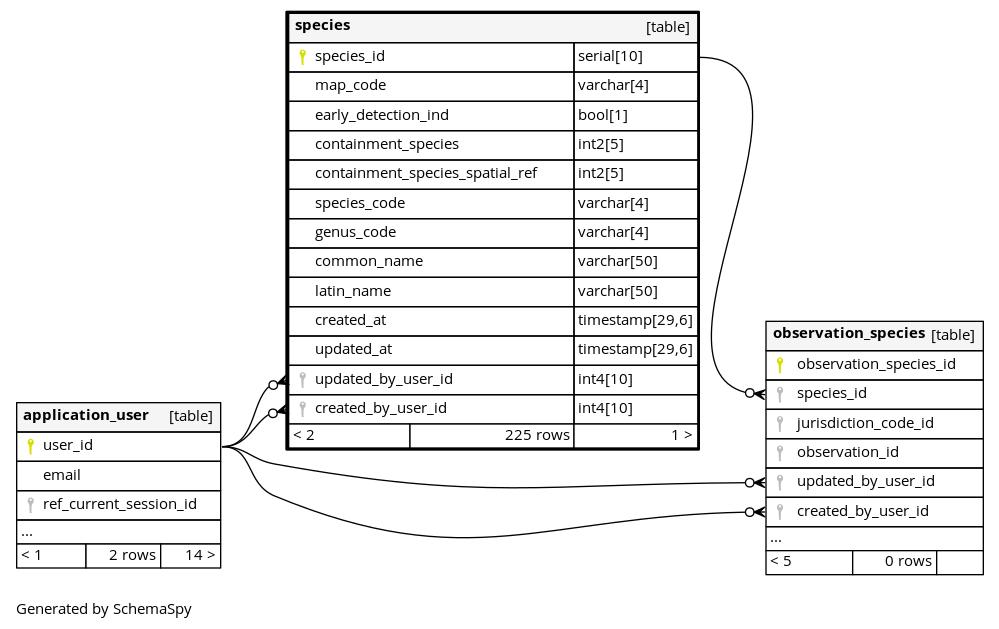 species [table]
species_id serial[10]
map_code varchar[4]
early_detection_ind bool[1]
containment_species int2[5]
containment_species_spatial_ref int2[5]
species_code varchar[4]
genus_code varchar[4]
common_name varchar[50]
latin_name varchar[50]
created_at timestamp[29,6]
updated_at timestamp[29,6]
updated_by_user_id int4[10]
created_by_user_id int4[10]
< 2 225 rows 1 >
application_user [table]
user_id
email
ref_current_session_id
...
< 1 2 rows 14 >
observation_species [table]
observation_species_id
species_id
jurisdiction_code_id
observation_id
updated_by_user_id
created_by_user_id
...
< 5 0 rows
Generated by SchemaSpy